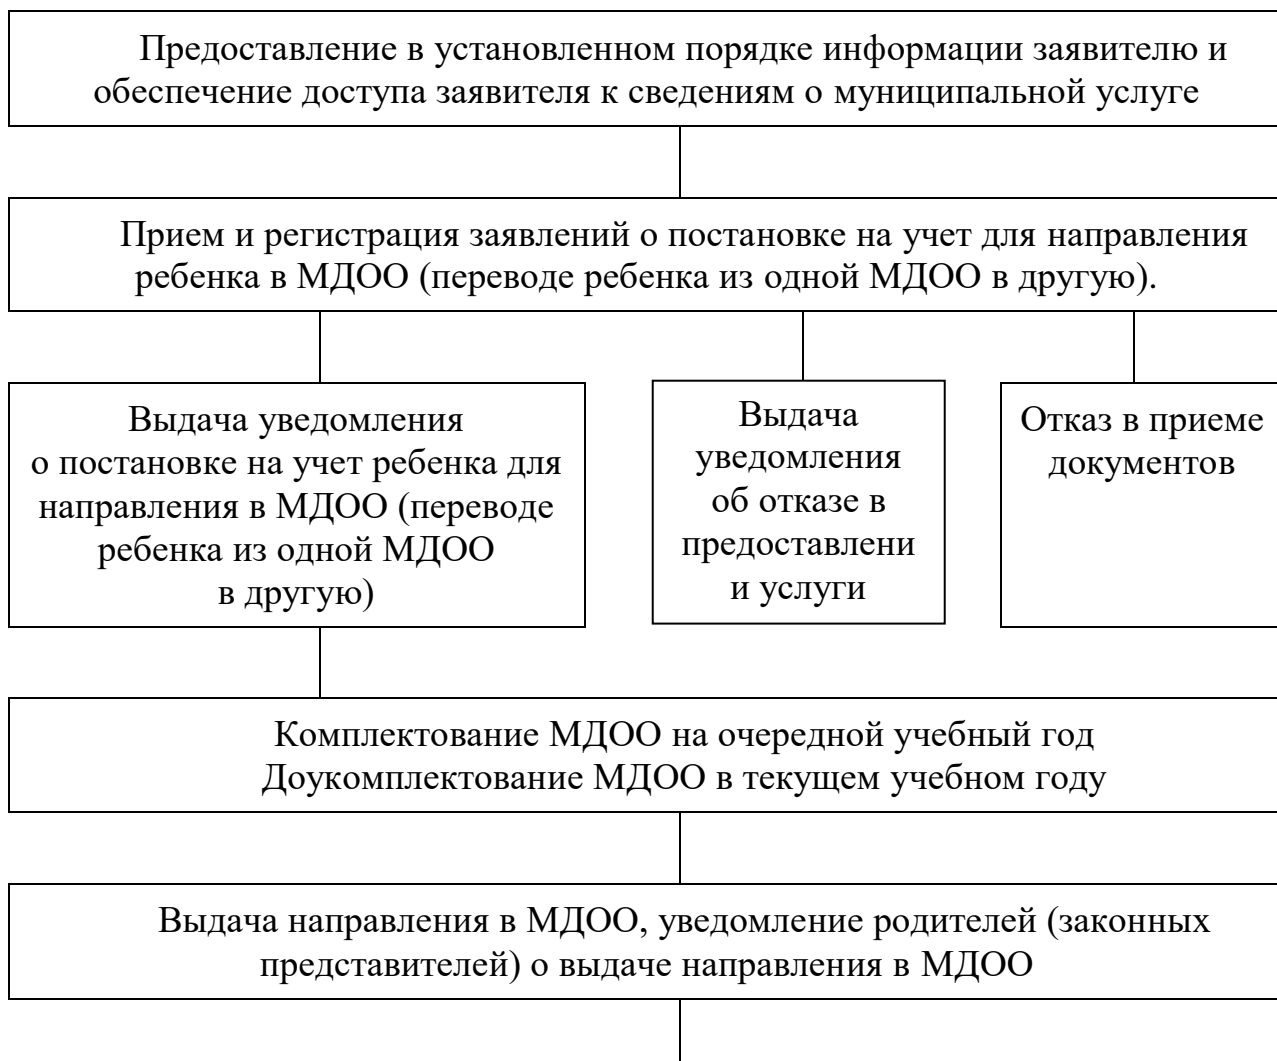 Предоставление в установленном порядке информации заявителю и
обеспечение доступа заявителя к сведениям о муниципальной услуге
Прием и регистрация заявлений о постановке на учет для направления
ребенка в МДОО (переводе ребенка из одной МДОО в другую).
Выдача уведомления
о постановке на учет ребенка для
направления в МДОО (переводе
ребенка из одной МДОО
в другую)
Выдача
уведомления
об отказе в
предоставлени
и услуги
Отказ в приеме
документов
Комплектование МДОО на очередной учебный год
Доукомплектование МДОО в текущем учебном году
Выдача направления в МДОО, уведомление родителей (законных
представителей) о выдаче направления в МДОО